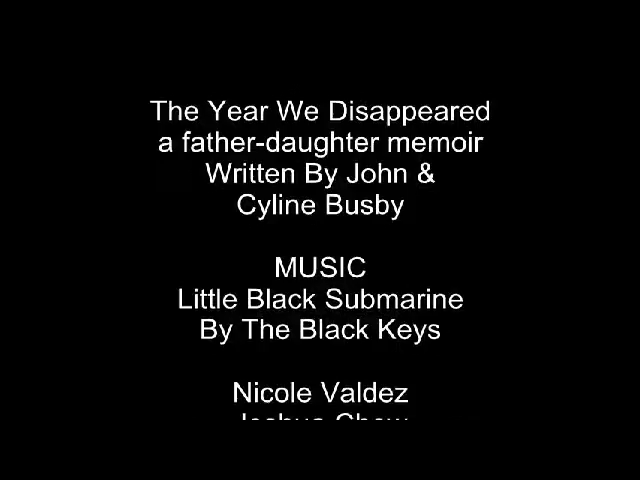 The Year We Disappeared
a father-daughter memoir
Written By John &
Cyline Busby
MUSIC
Little Black Submarine
By The Black Keys
Nicole Valdez